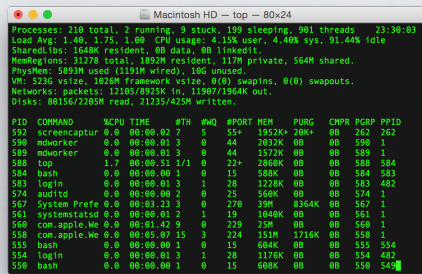 Macintosh HD — top — 80×24
Processes: 210 total, 2 running, 9 stuck, 199 sleeping, 901 threads 23:30:03
Load Avg: 1.40, 1.75, 1.00 CPU usage: 4.15% user, 4.40% sys, 91.44% idle
SharedLibs: 1648K resident, 0B data, 0B linkedit.
MemRegions: 31278 total, 1892M resident, 117M private, 564M shared.
PhysMem: 5893M used (1191M wired), 10G unused.
VM: 523G vsize, 1026M framework vsize, 0(0) swapins, 0(0) swapouts.
Networks: packets: 12105/8925K in, 11907/1964K out.
Disks: 80156/2205M read, 21235/425M written.
PID COMMAND %CPU TIME #TH #WQ #PORT MEM PURG CMPR PGRP PPID
592 screencaptur 0.0 00:00.02 7 5 55+ 1952K+ 20K+ 0B 262 262
590 mdworker 0.0 00:00.01 3 0 44 2032K 0B 0B 590 1
589 mdworker 0.0 00:00.01 3 0 44 1572K 0B 0B 589 1
588 top 1.7 00:00.51 1/1 0 22+ 2860K 0B 0B 588 584
584 bash 0.0 00:00.00 1 0 15 588K 0B 0B 584 583
583 login 0.0 00:00.01 3 1 28 1228K 0B 0B 583 482
574 auditd 0.0 00:00.00 2 0 25 560K 0B 0B 574 1
567 System Prefe 0.0 00:03.23 3 0 270 39M 8364K 0B 567 1
561 systemstatsd 0.0 00:00.01 2 1 19 1040K 0B 0B 561 1
560 com.apple.We 0.0 00:01.42 9 0 229 25M 0B 0B 560 1
558 com.apple.We 0.0 00:05.07 15 3 224 151M 1716K 0B 558 1
555 bash 0.0 00:00.00 1 0 15 604K 0B 0B 555 554
554 login 0.0 00:00.01 3 1 28 1176K 0B 0B 554 482
550 bash 0.0 00:00.00 1 0 15 608K 0B 0B 550 549